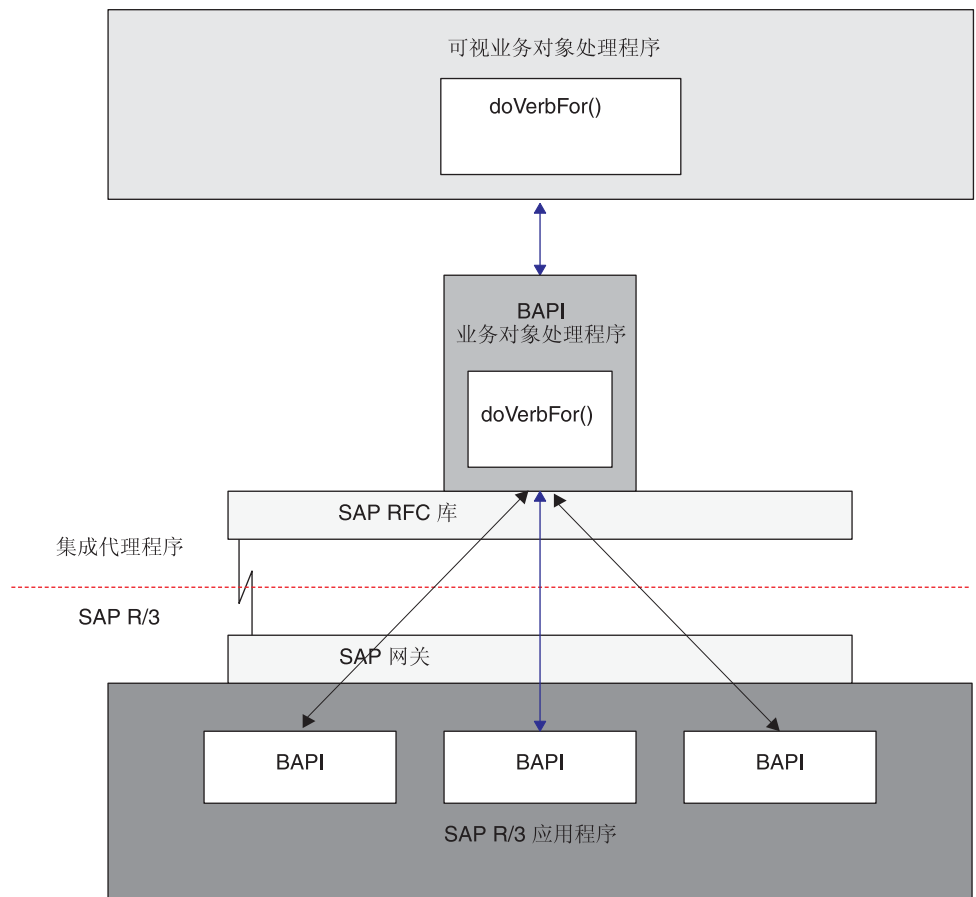 可视业务对象处理程序
doVerbFor()
BAPI
业务对象处理程序
doVerbFor()
SAP RFC 库
集成代理程序
SAP R/3
SAP 网关
BAPI
BAPI
BAPI
SAP R/3 应用程序